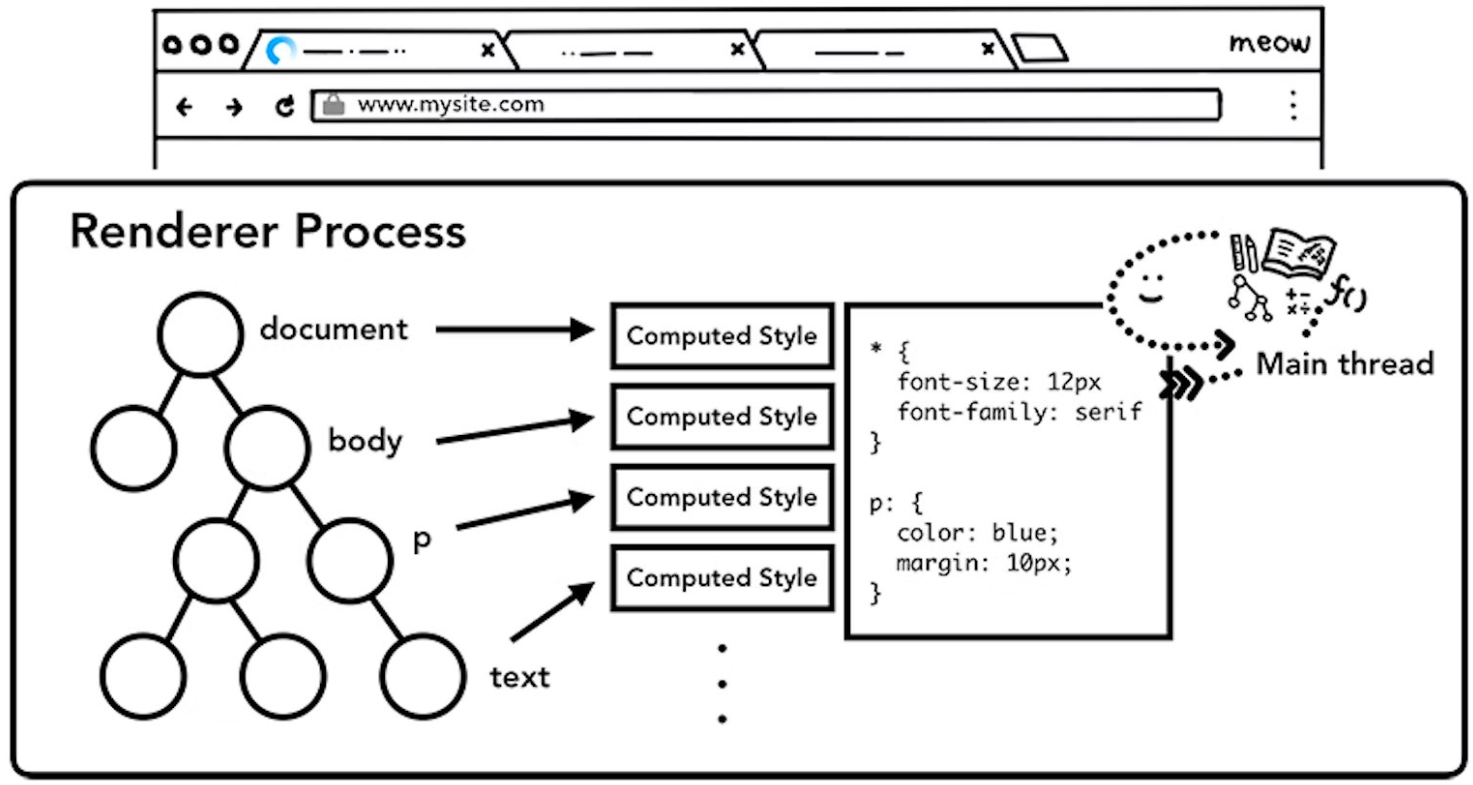 meow
www.mysite.com
Renderer Process
document
body
p
text
Computed Style
Computed Style
Computed Style
Computed Style
* {
  font-size: 12px
  font-family: serif
}
p: {
  color: blue;
  margin: 10px;
}
+-
×÷
f()
Main thread